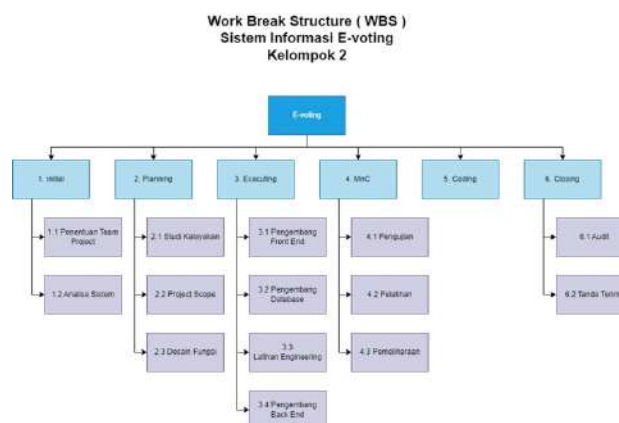 Work Break Structure ( WBS )
Sistem Informasi E-voting
Kelompok 2
E-voting
1. Initial
2. Planning
3. Executing
4. MnC
5. Coding
6. Closing
1.1 Penentuan Team
Project
2.1 Studi Kelayakan
3.1 Pengembang
Front End
4.1 Pengujian
6.1 Audit
1.2 Analisa Sistem
2.2 Project Scope
3.2 Pengembang
Database
4.2 Pelatihan
6.2 Tanda Terima
2.3 Desain Fungsi
3.3
Latihan Engineering
4.3 Pemeliharaan
3.4 Pengembang
Back End